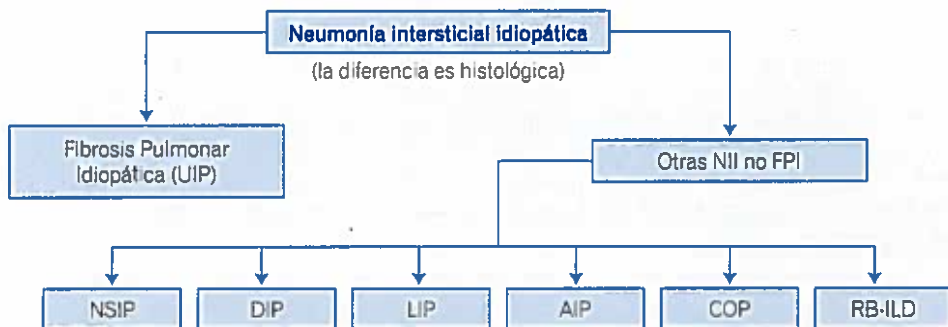 Neumonía intersticial idiopática
(la diferencia es histológica)
Fibrosis Pulmonar
Idiopática (UIP)
Otras NII no FPI
NSIP
DIP
LIP
AIP
COP
RB-ILD